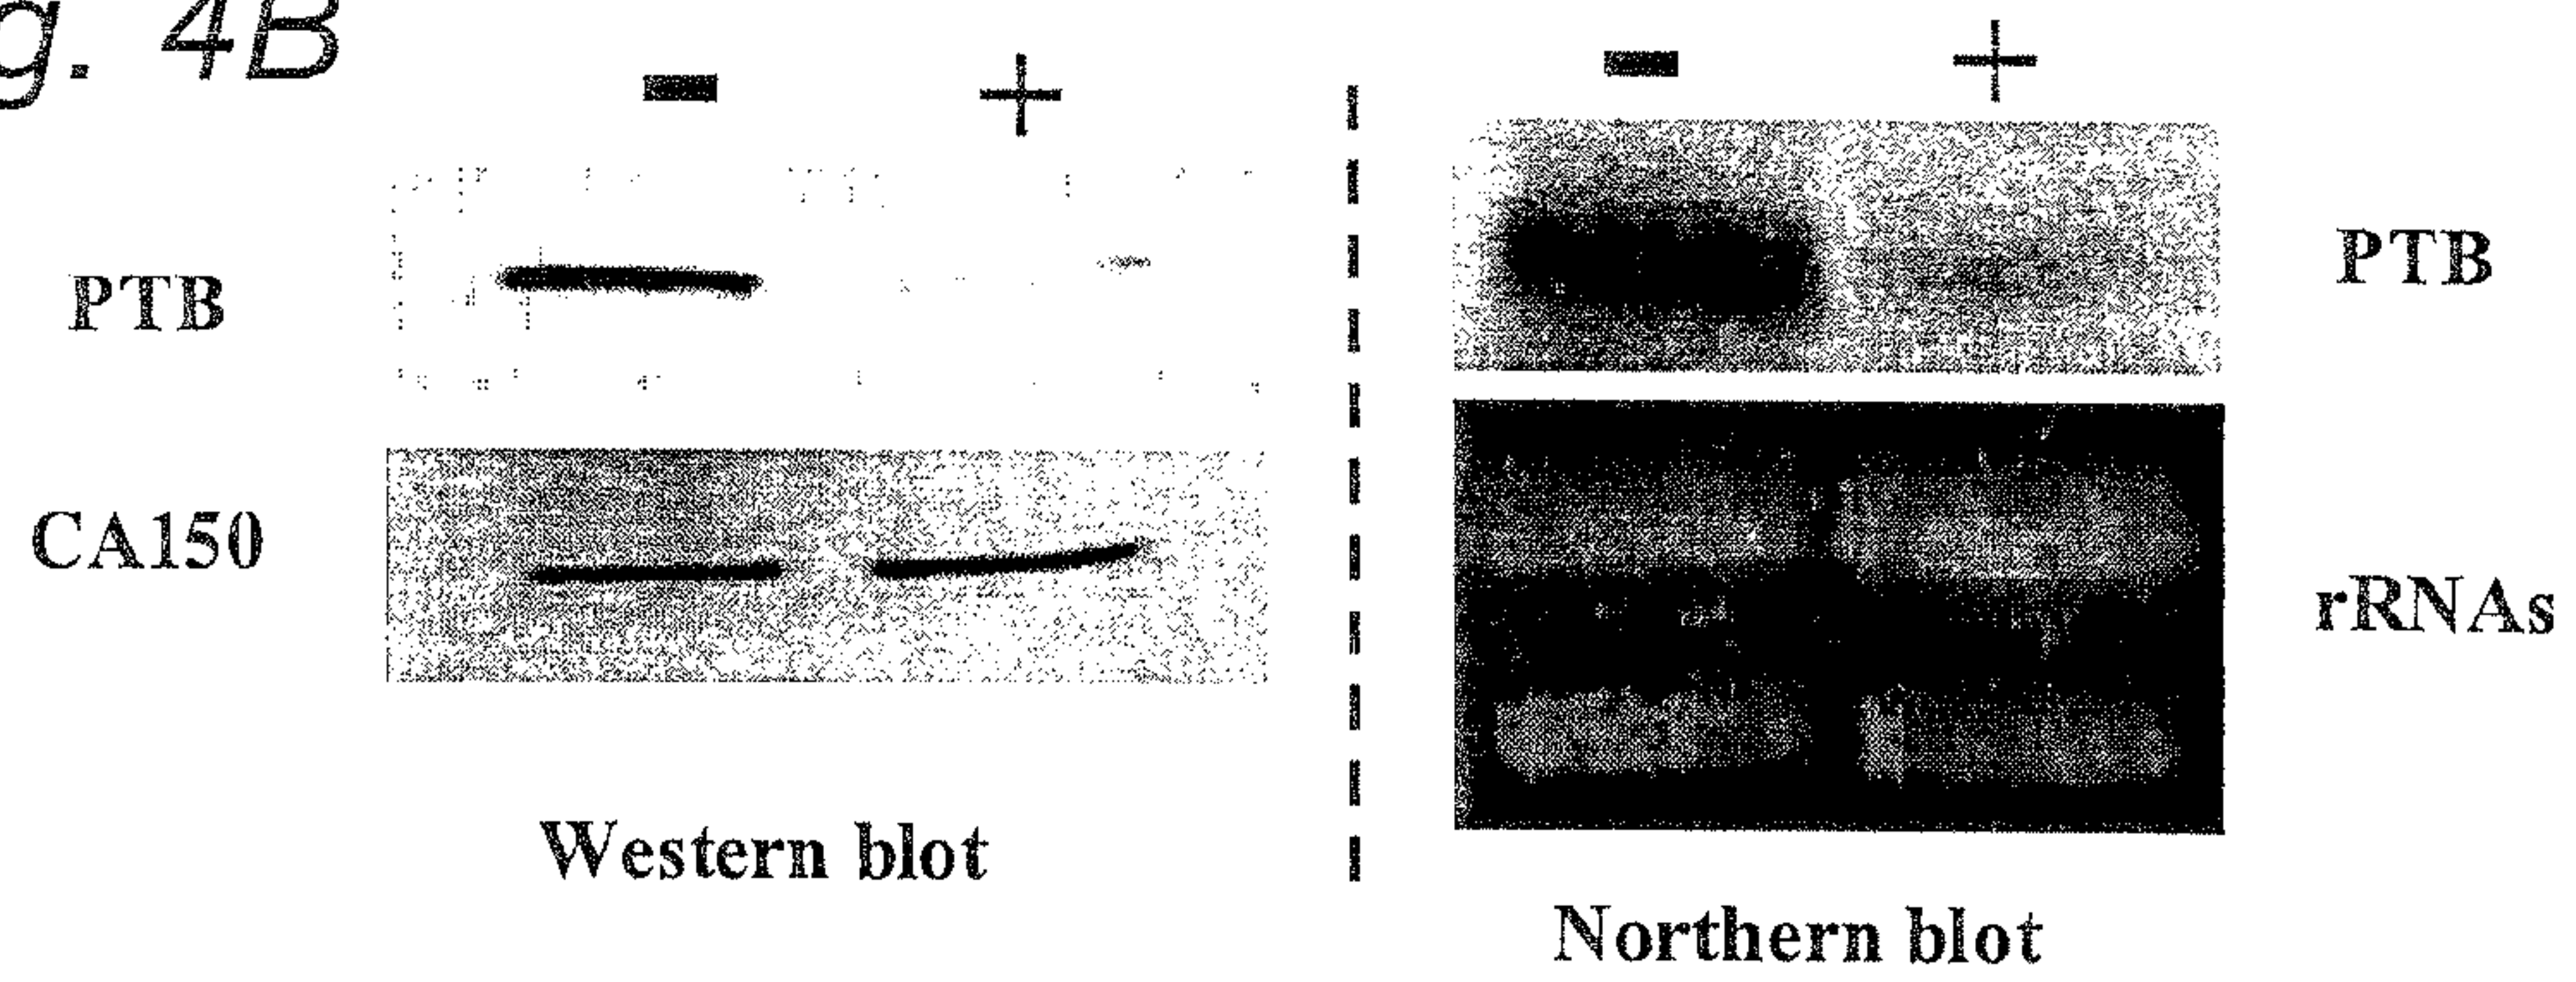 g. 4B
- +
- +
PTB
PTB
CA150
rRNAs
Western blot
Northern blot